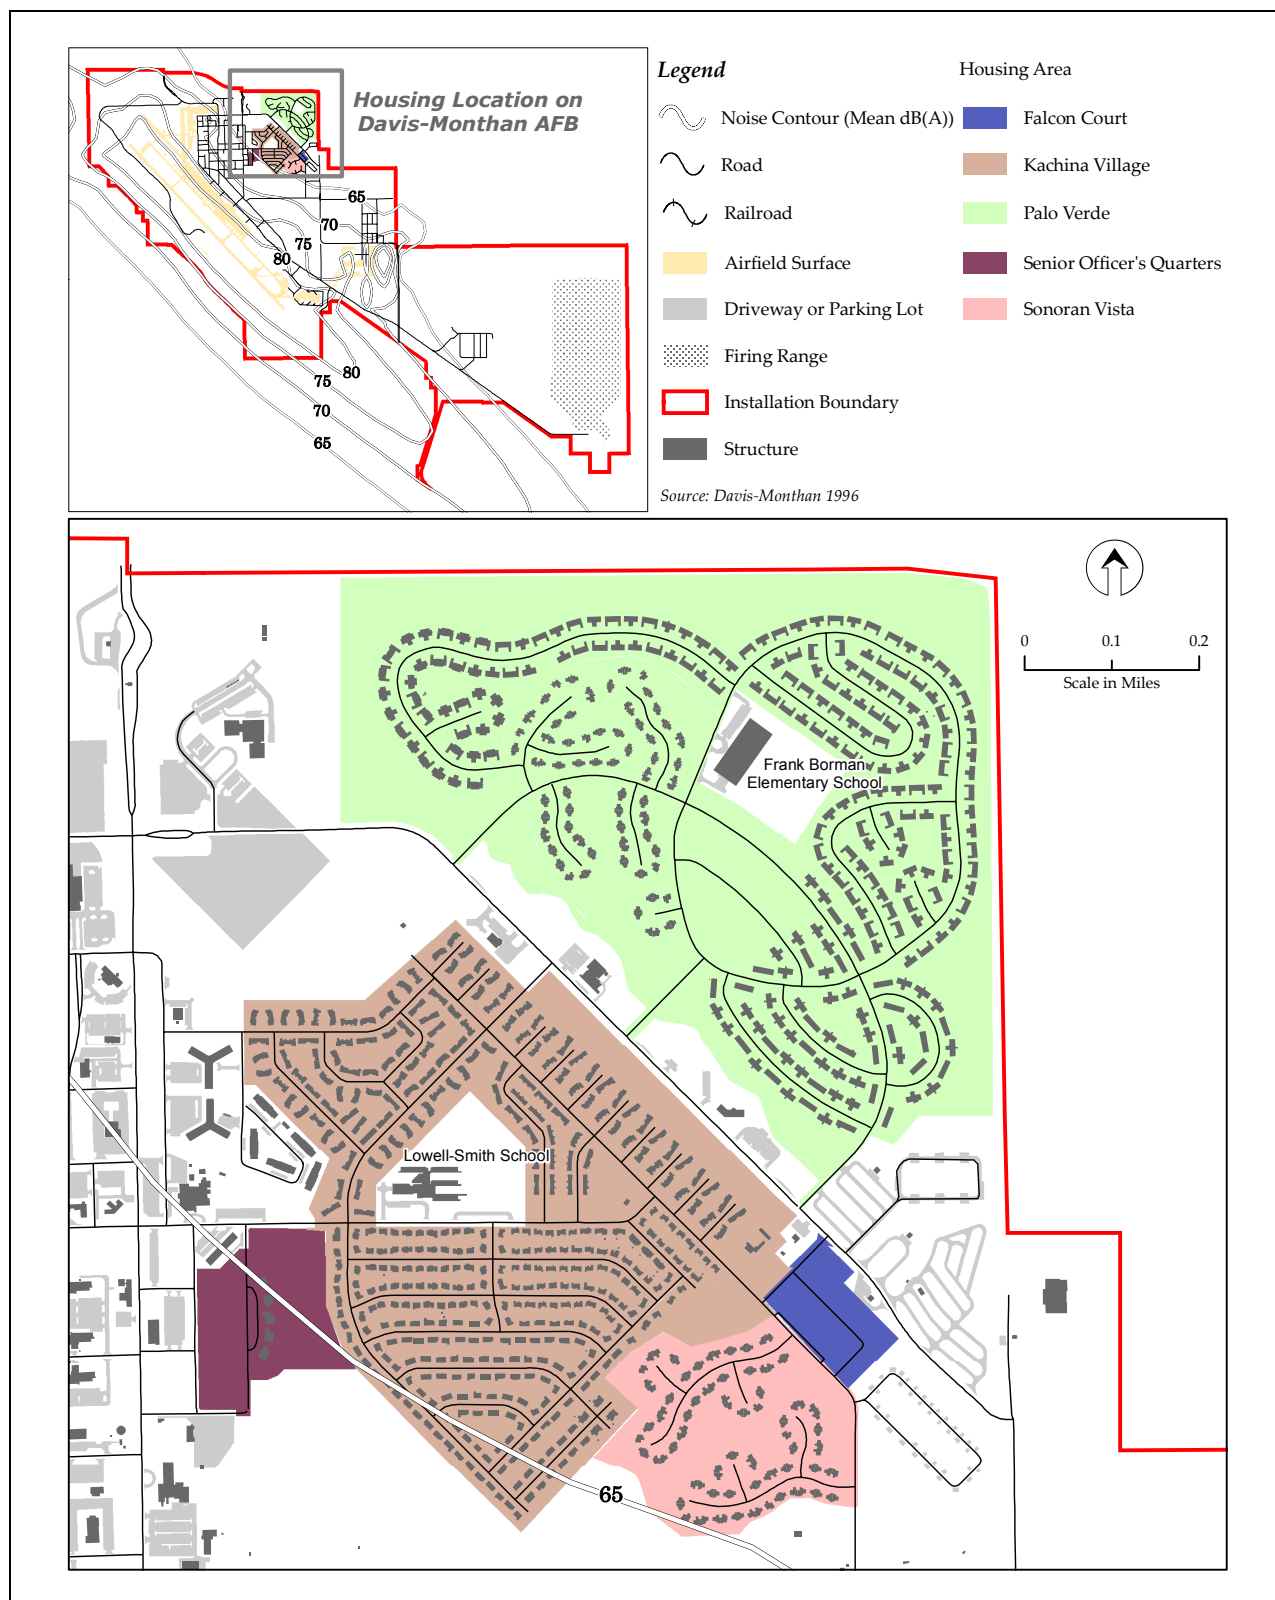 Housing Location on
Davis-Monthan AFB
65
70
75
80
80
75
70
65
Legend
Housing Area
Noise Contour (Mean dB(A))
Falcon Court
Road
Kachina Village
Railroad
Palo Verde
Airfield Surface
Senior Officer's Quarters
Driveway or Parking Lot
Sonoran Vista
Firing Range
Installation Boundary
Structure
Source: Davis-Monthan 1996
0 0.1 0.2
Scale in Miles
Frank Borman
Elementary School
Lowell-Smith School
65